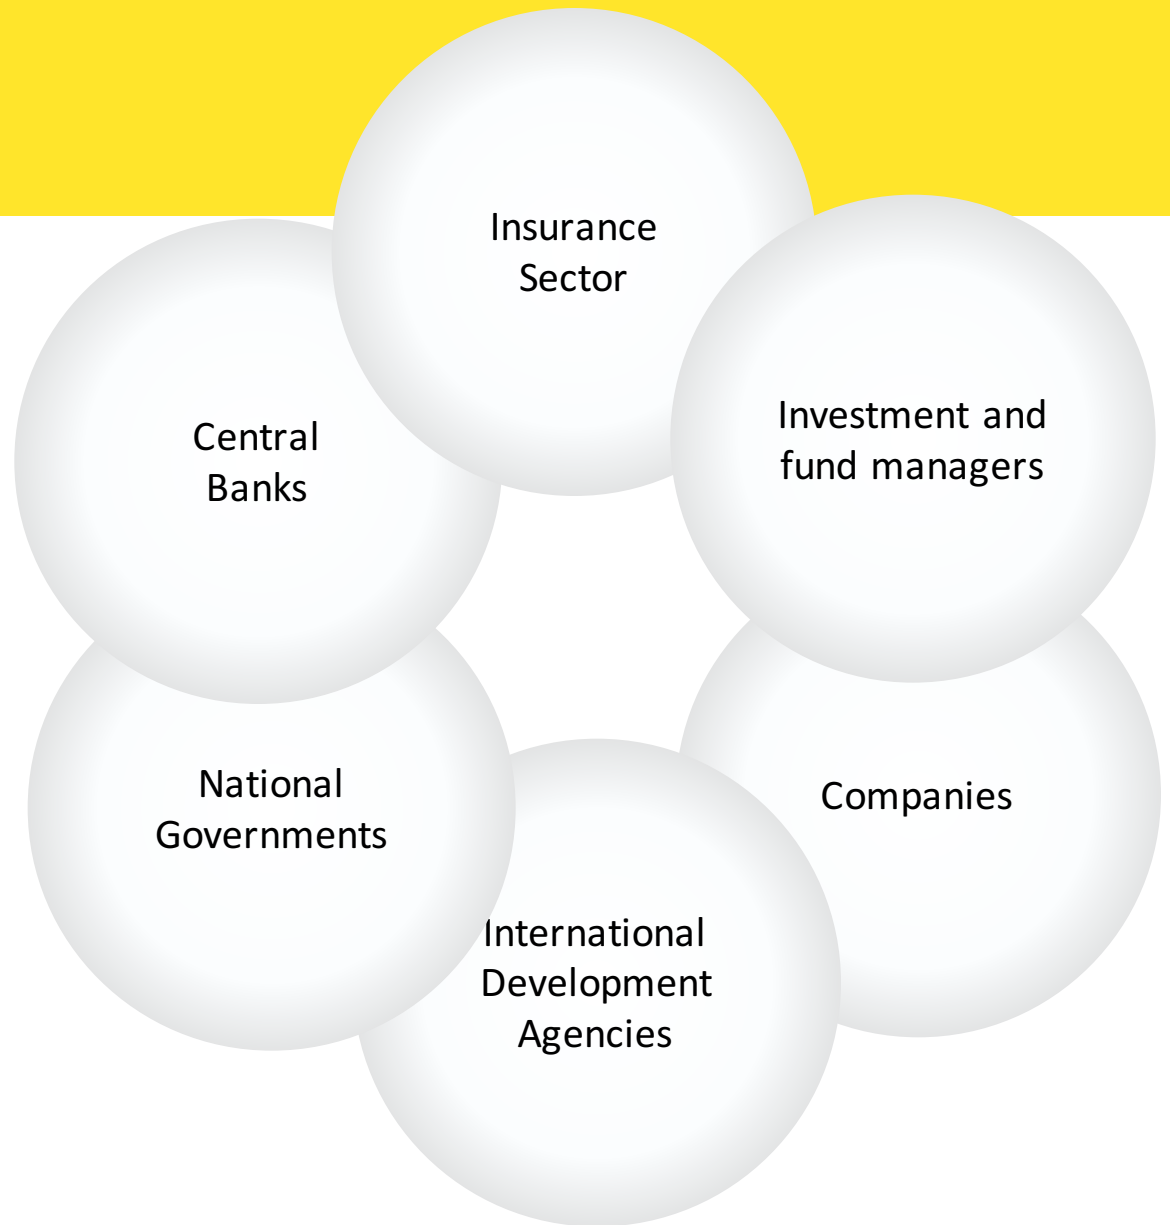 Insurance
Sector
Investment and
fund managers
Companies
International
Development
Agencies
National
Governments
Central
Banks